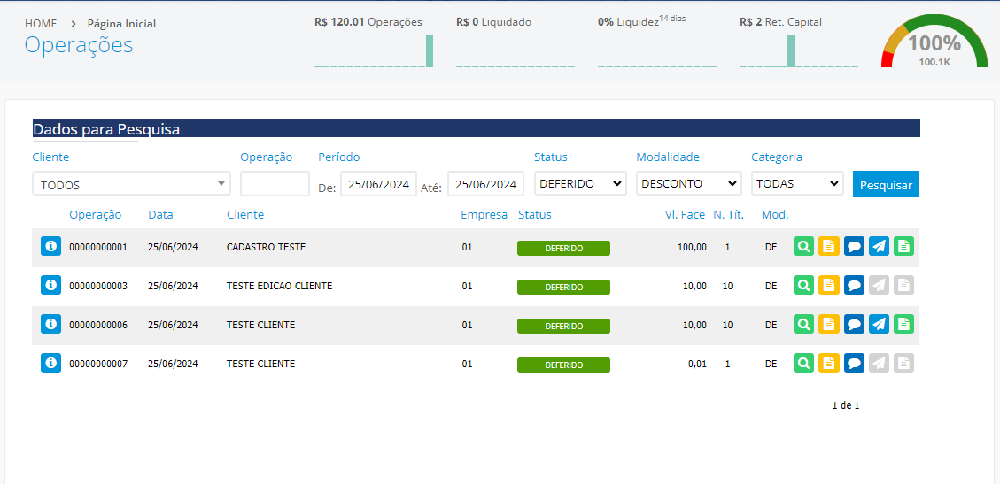 HOME > Página Inicial
Operações
R$ 120.01 Operações
R$ 0 Liquidado
0% Liquidez14 dias
R$ 2 Ret. Capital
100%
100.1K
Dados para Pesquisa
Cliente Operação Período Status Modalidade Categoria
TODOS De: 25/06/2024 Até: 25/06/2024 DEFERIDO DESCONTO TODAS Pesquisar
Operação Data Cliente Empresa Status Vl. Face N. Tít. Mod.
00000000001 25/06/2024 CADASTRO TESTE 01 DEFERIDO 100,00 1 DE
00000000003 25/06/2024 TESTE EDICAO CLIENTE 01 DEFERIDO 10,00 10 DE
00000000006 25/06/2024 TESTE CLIENTE 01 DEFERIDO 10,00 10 DE
00000000007 25/06/2024 TESTE CLIENTE 01 DEFERIDO 0,01 1 DE
1 de 1